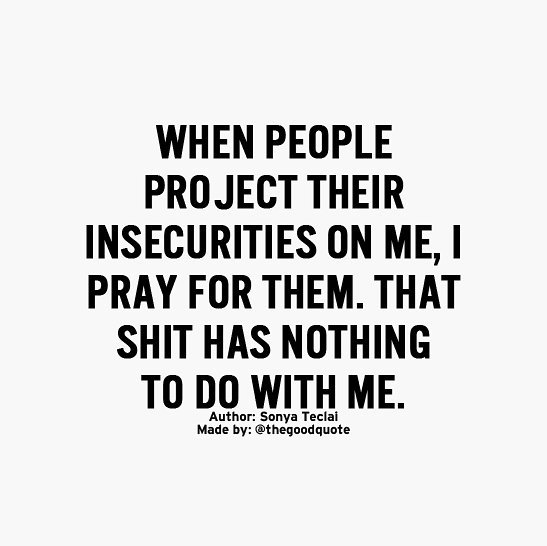 WHEN PEOPLE
PROJECT THEIR
INSECURITIES ON ME, I
PRAY FOR THEM. THAT
SHIT HAS NOTHING
TO DO WITH ME.
Author: Sonya Teclai
Made by: @thegoodquote